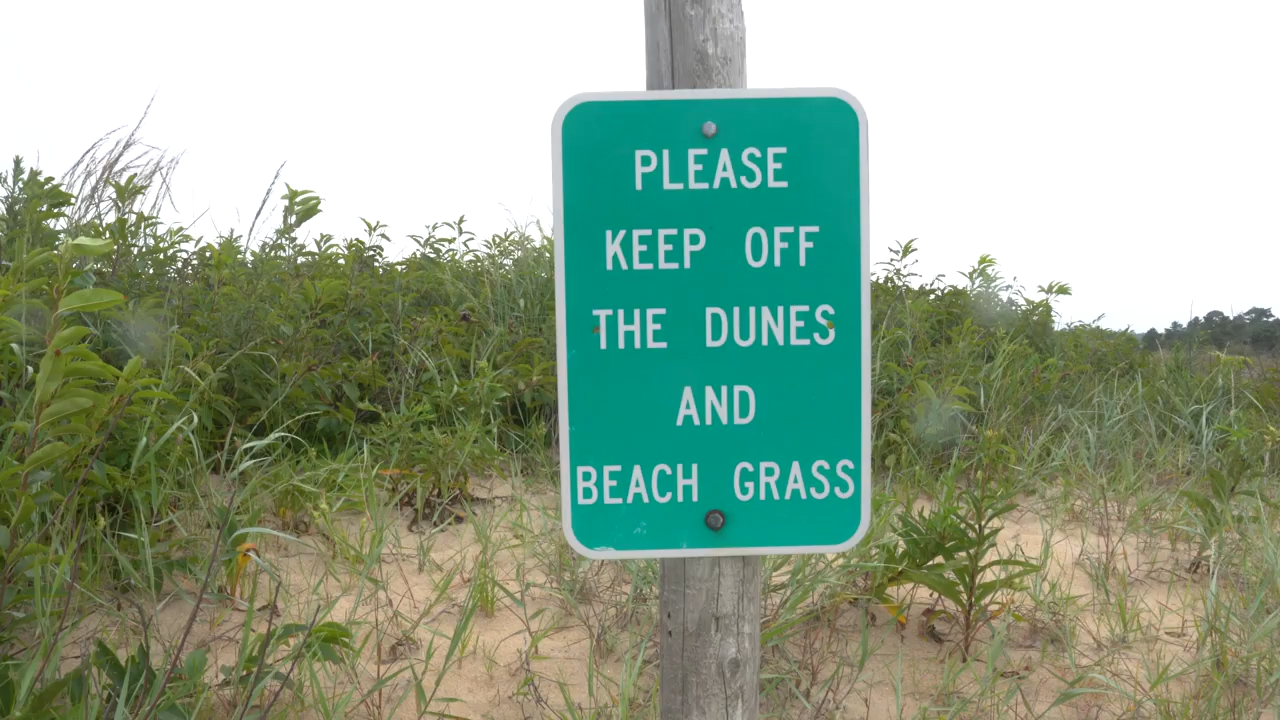 PLEASE
KEEP OFF
THE DUNES
AND
BEACH GRASS